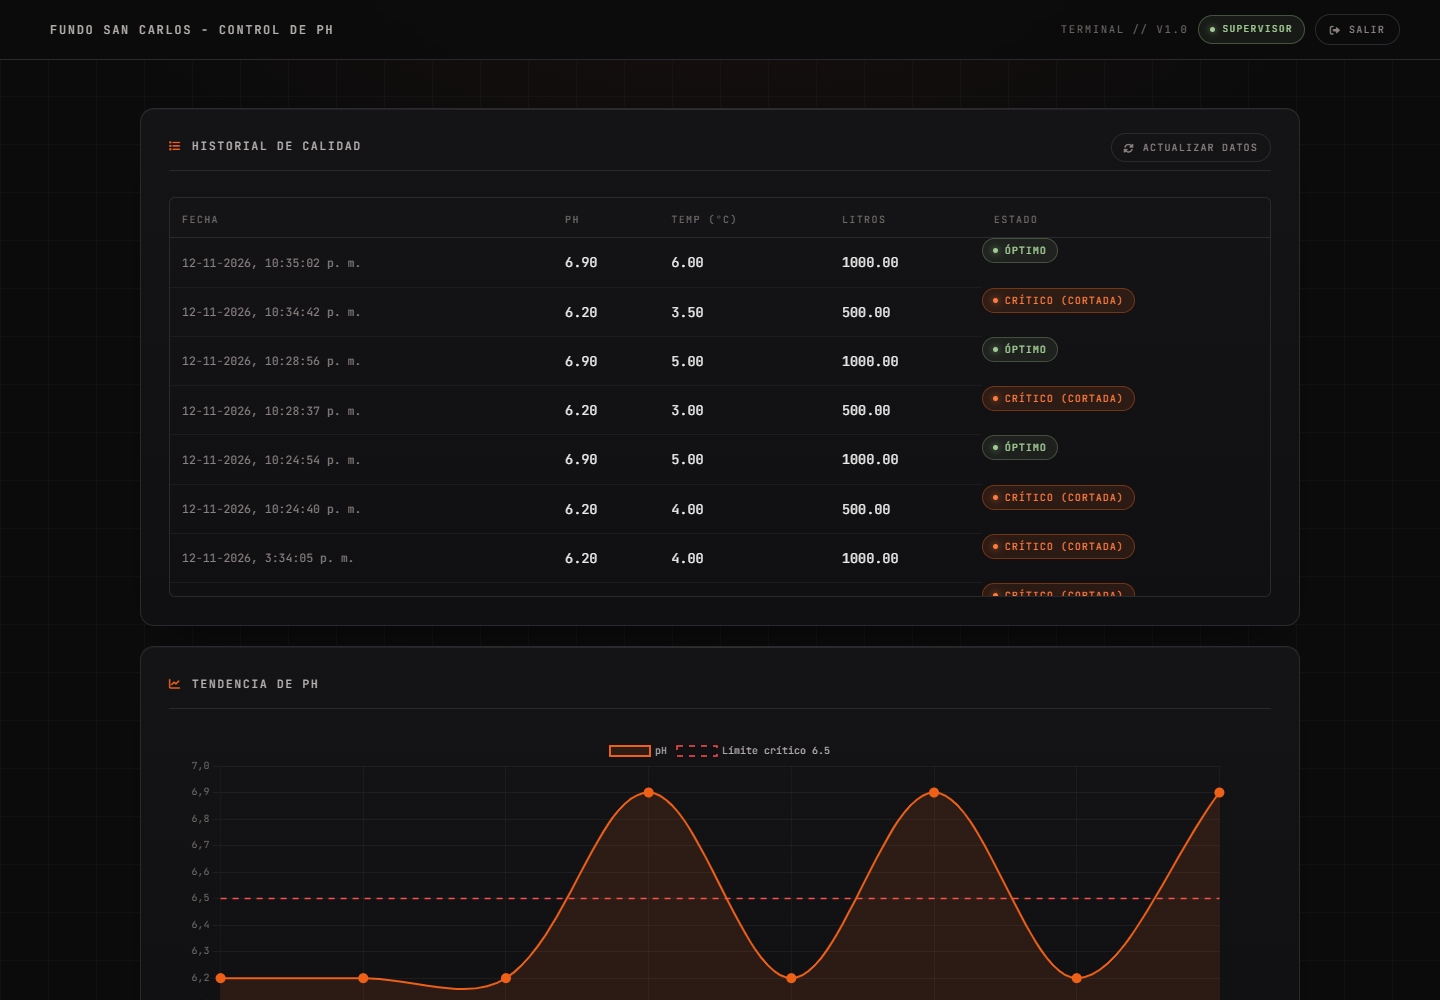 FUNDO SAN CARLOS - CONTROL DE PH
TERMINAL // V1.0 SUPERVISOR SALIR
HISTORIAL DE CALIDAD
ACTUALIZAR DATOS
FECHA PH TEMP (°C) LITROS ESTADO
12-11-2026, 10:35:02 p. m. 6.90 6.00 1000.00 ÓPTIMO
12-11-2026, 10:34:42 p. m. 6.20 3.50 500.00 CRÍTICO (CORTADA)
12-11-2026, 10:28:56 p. m. 6.90 5.00 1000.00 ÓPTIMO
12-11-2026, 10:28:37 p. m. 6.20 3.00 500.00 CRÍTICO (CORTADA)
12-11-2026, 10:24:54 p. m. 6.90 5.00 1000.00 ÓPTIMO
12-11-2026, 10:24:40 p. m. 6.20 4.00 500.00 CRÍTICO (CORTADA)
12-11-2026, 3:34:05 p. m. 6.20 4.00 1000.00 CRÍTICO (CORTADA)
CRÍTICO (CORTADA)
TENDENCIA DE PH
pH Límite crítico 6.5
7,0
6,9
6,8
6,7
6,6
6,5
6,4
6,3
6,2